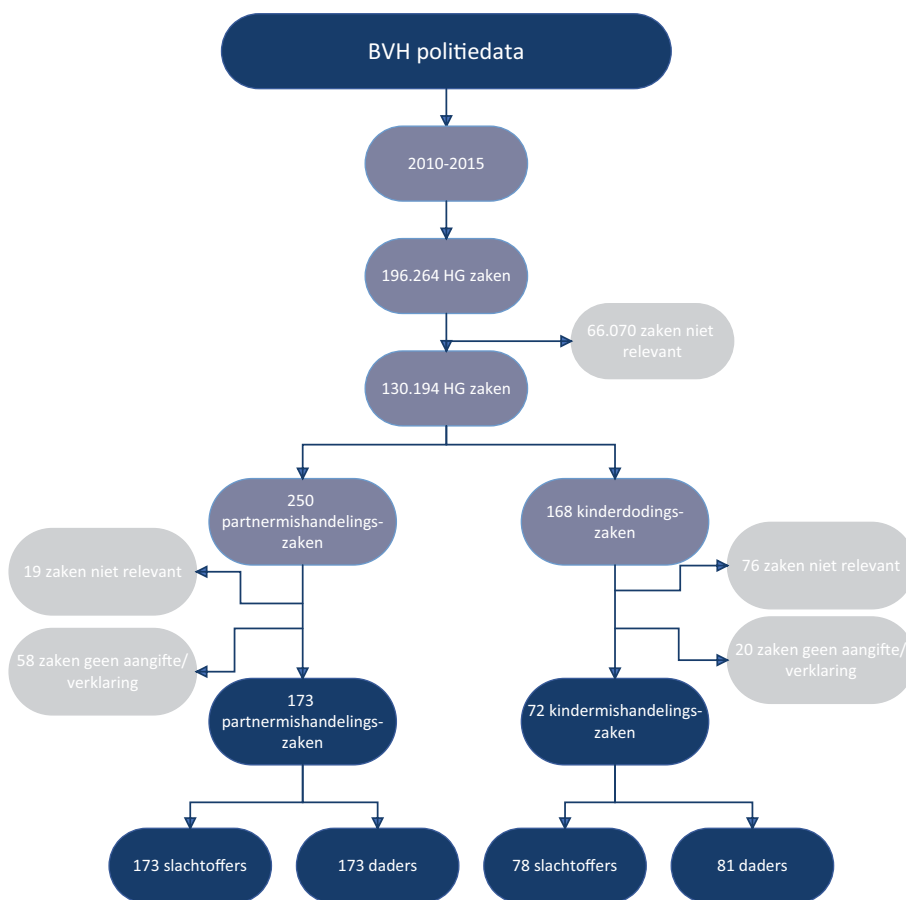 BVH politiedata
2010-2015
196.264 HG zaken
66.070 zaken niet
relevant
130.194 HG zaken
250
partnermishandelings-
zaken
168 kinderdodings-
zaken
19 zaken niet relevant
76 zaken niet relevant
58 zaken geen aangifte/
verklaring
20 zaken geen aangifte/
verklaring
173
partnermishandelings-
zaken
72 kindermishandelings-
zaken
173 slachtoffers
173 daders
78 slachtoffers
81 daders